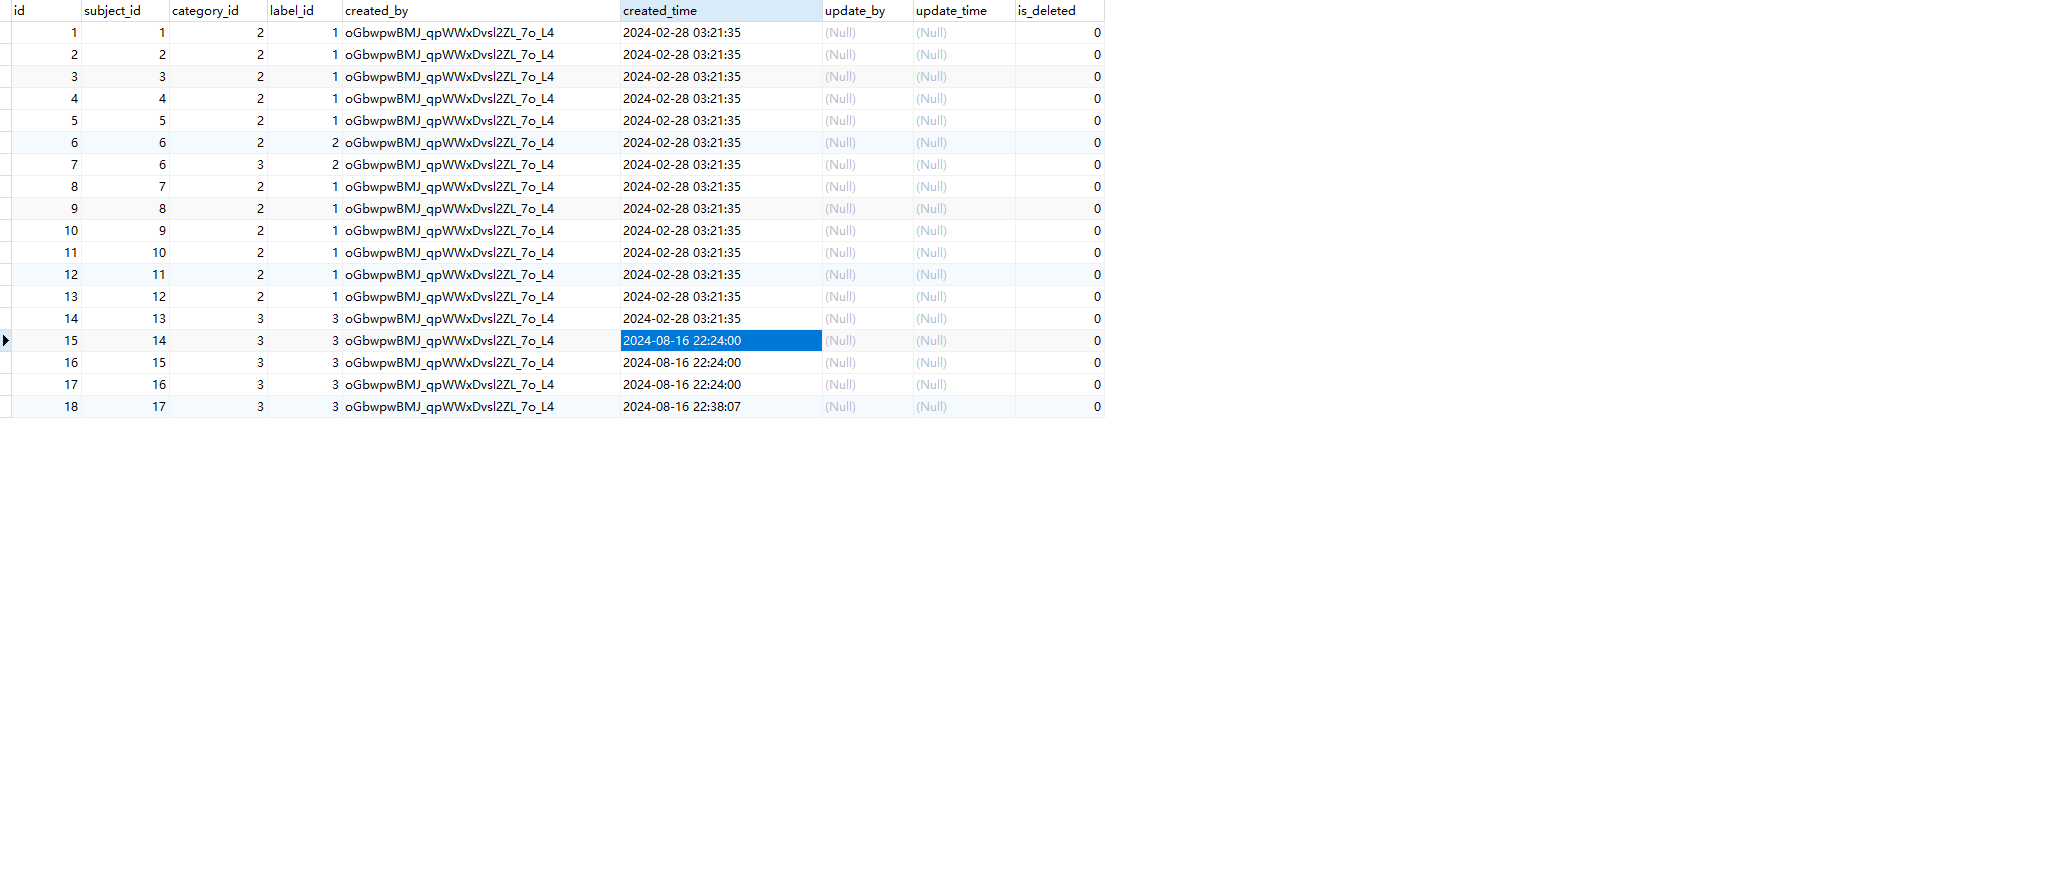 id subject_id category_id label_id created_by created_time update_by update_time is_deleted
1 1 2 1 oGbwpwBMJ_qpWWxDvsl2ZL_7o_L4 2024-02-28 03:21:35 (Null) (Null) 0
2 2 2 1 oGbwpwBMJ_qpWWxDvsl2ZL_7o_L4 2024-02-28 03:21:35 (Null) (Null) 0
3 3 2 1 oGbwpwBMJ_qpWWxDvsl2ZL_7o_L4 2024-02-28 03:21:35 (Null) (Null) 0
4 4 2 1 oGbwpwBMJ_qpWWxDvsl2ZL_7o_L4 2024-02-28 03:21:35 (Null) (Null) 0
5 5 2 1 oGbwpwBMJ_qpWWxDvsl2ZL_7o_L4 2024-02-28 03:21:35 (Null) (Null) 0
6 6 2 2 oGbwpwBMJ_qpWWxDvsl2ZL_7o_L4 2024-02-28 03:21:35 (Null) (Null) 0
7 6 3 2 oGbwpwBMJ_qpWWxDvsl2ZL_7o_L4 2024-02-28 03:21:35 (Null) (Null) 0
8 7 2 1 oGbwpwBMJ_qpWWxDvsl2ZL_7o_L4 2024-02-28 03:21:35 (Null) (Null) 0
9 8 2 1 oGbwpwBMJ_qpWWxDvsl2ZL_7o_L4 2024-02-28 03:21:35 (Null) (Null) 0
10 9 2 1 oGbwpwBMJ_qpWWxDvsl2ZL_7o_L4 2024-02-28 03:21:35 (Null) (Null) 0
11 10 2 1 oGbwpwBMJ_qpWWxDvsl2ZL_7o_L4 2024-02-28 03:21:35 (Null) (Null) 0
12 11 2 1 oGbwpwBMJ_qpWWxDvsl2ZL_7o_L4 2024-02-28 03:21:35 (Null) (Null) 0
13 12 2 1 oGbwpwBMJ_qpWWxDvsl2ZL_7o_L4 2024-02-28 03:21:35 (Null) (Null) 0
14 13 3 3 oGbwpwBMJ_qpWWxDvsl2ZL_7o_L4 2024-02-28 03:21:35 (Null) (Null) 0
15 14 3 3 oGbwpwBMJ_qpWWxDvsl2ZL_7o_L4 2024-08-16 22:24:00 (Null) (Null) 0
16 15 3 3 oGbwpwBMJ_qpWWxDvsl2ZL_7o_L4 2024-08-16 22:24:00 (Null) (Null) 0
17 16 3 3 oGbwpwBMJ_qpWWxDvsl2ZL_7o_L4 2024-08-16 22:24:00 (Null) (Null) 0
18 17 3 3 oGbwpwBMJ_qpWWxDvsl2ZL_7o_L4 2024-08-16 22:38:07 (Null) (Null) 0